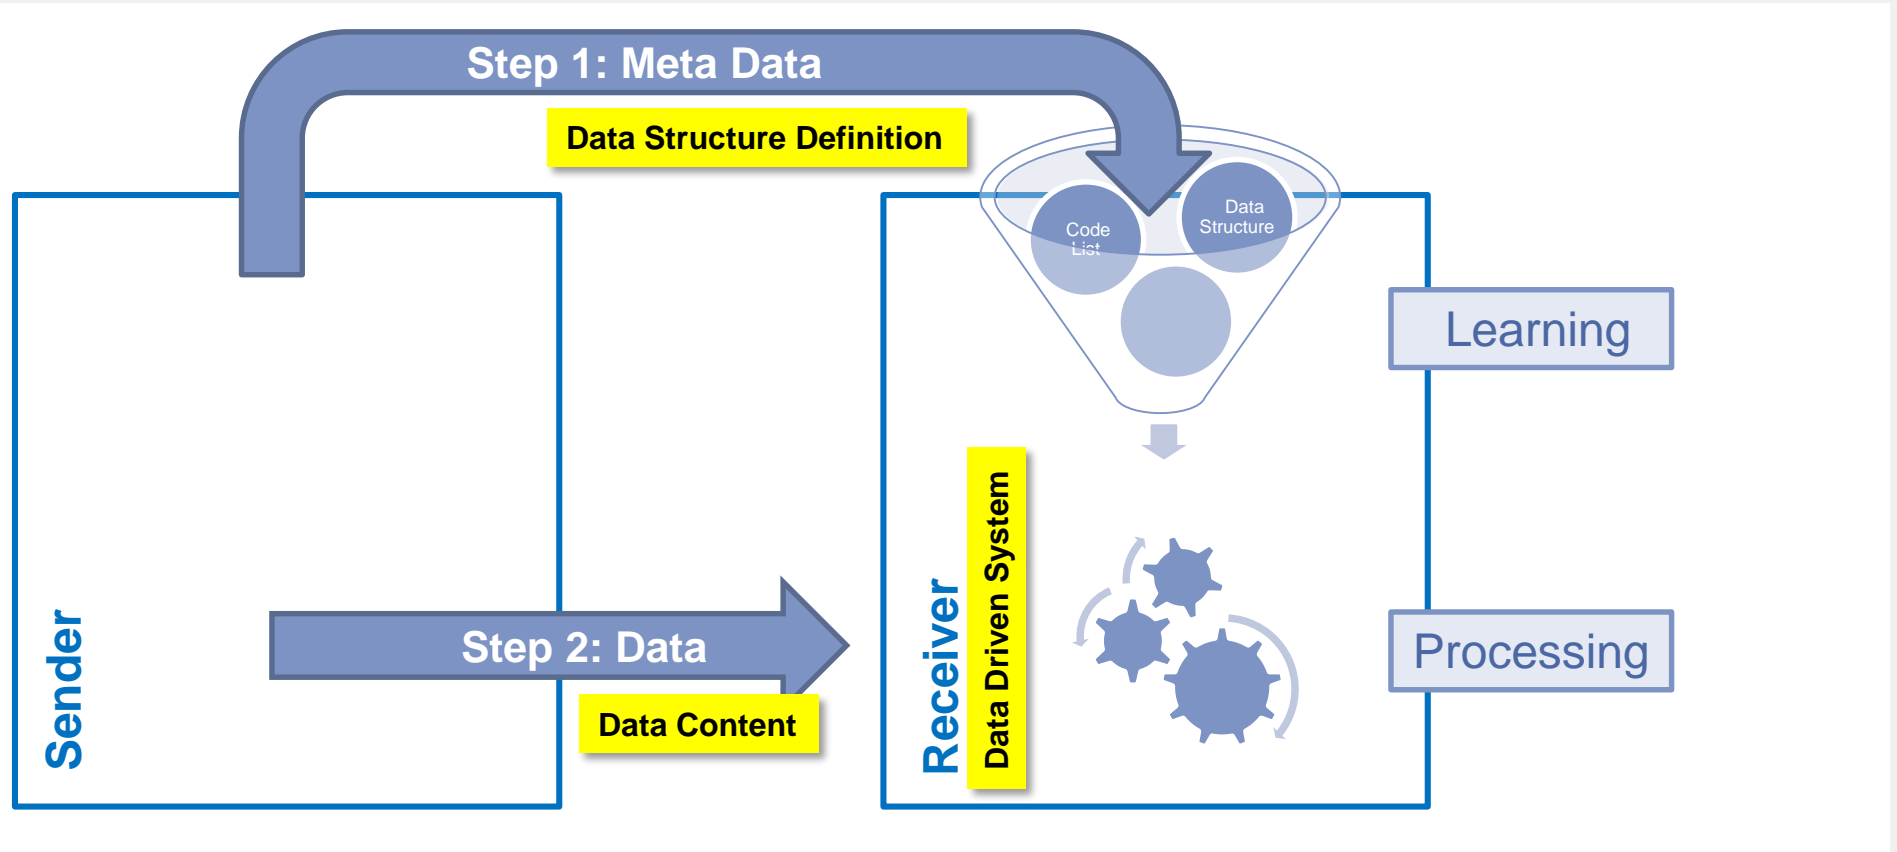 Step 1: Meta Data
Data Structure Definition
Code
List
Data
Structure
Learning
Sender
Step 2: Data
Data Content
Receiver
Data Driven System
Processing